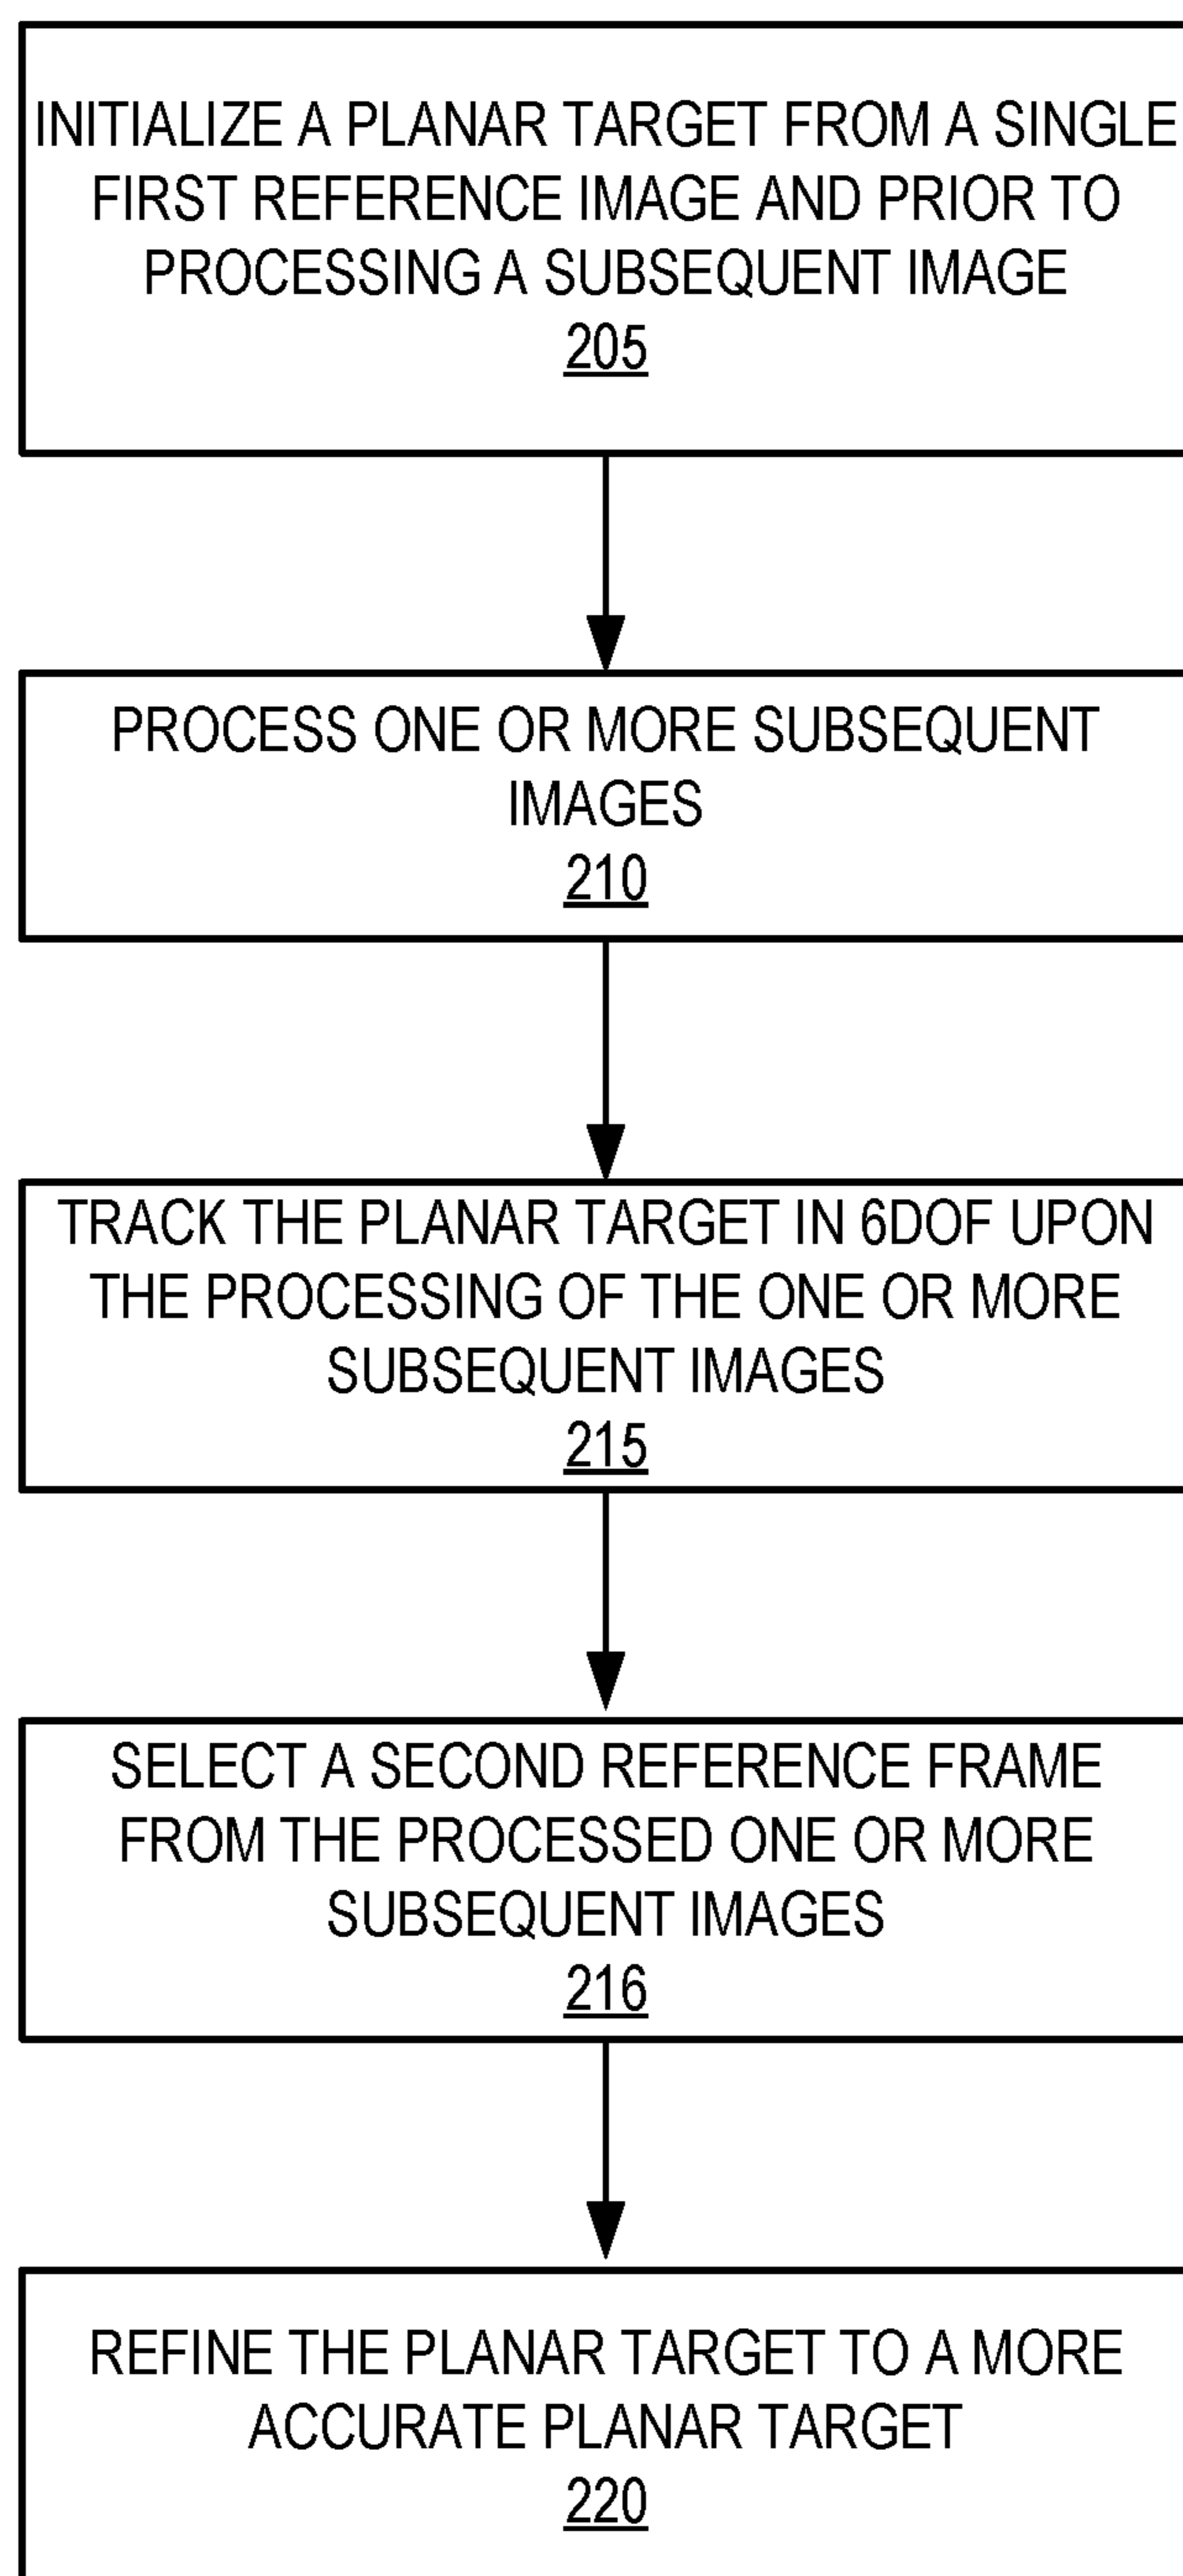 INITIALIZE A PLANAR TARGET FROM A SINGLE
FIRST REFERENCE IMAGE AND PRIOR TO
PROCESSING A SUBSEQUENT IMAGE
205
PROCESS ONE OR MORE SUBSEQUENT
IMAGES
210
TRACK THE PLANAR TARGET IN 6DOF UPON
THE PROCESSING OF THE ONE OR MORE
SUBSEQUENT IMAGES
215
SELECT A SECOND REFERENCE FRAME
FROM THE PROCESSED ONE OR MORE
SUBSEQUENT IMAGES
216
REFINE THE PLANAR TARGET TO A MORE
ACCURATE PLANAR TARGET
220